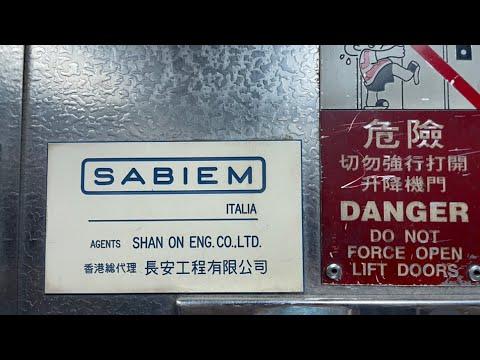 SABIEM
ITALIA
AGENTS SHAN ON ENG.CO.,LTD.
香港總代理 長安工程有限公司
危險
切勿強行打開
升降機門
DANGER
DO NOT
FORCE OPEN
LIFT DOORS